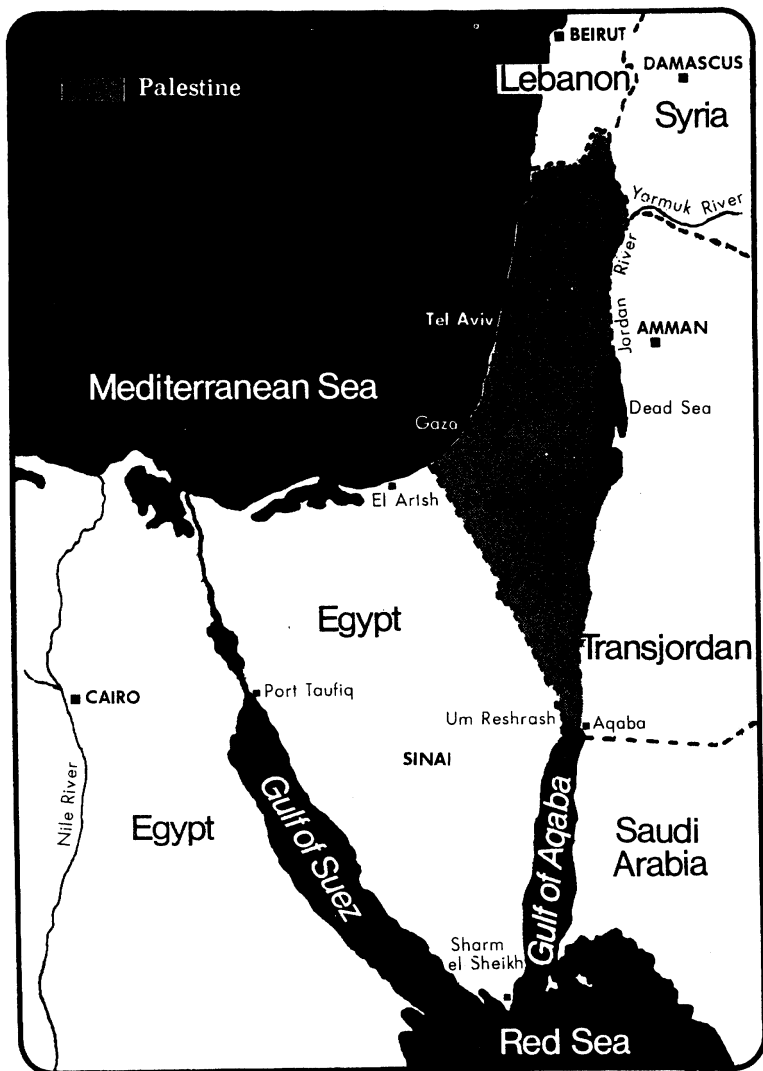 BEIRUT
DAMASCUS
Lebanon
Palestine
Syria
Yarmuk River
Jordan River
Tel Aviv
AMMAN
Mediterranean Sea
Dead Sea
Gaza
El Arish
Egypt
Transjordan
Port Taufiq
CAIRO
Um Reshrash
Aqaba
SINAI
Nile River
Gulf of Suez
Gulf of Aqaba
Egypt
Saudi
Arabia
Sharm
el Sheikh
Red Sea